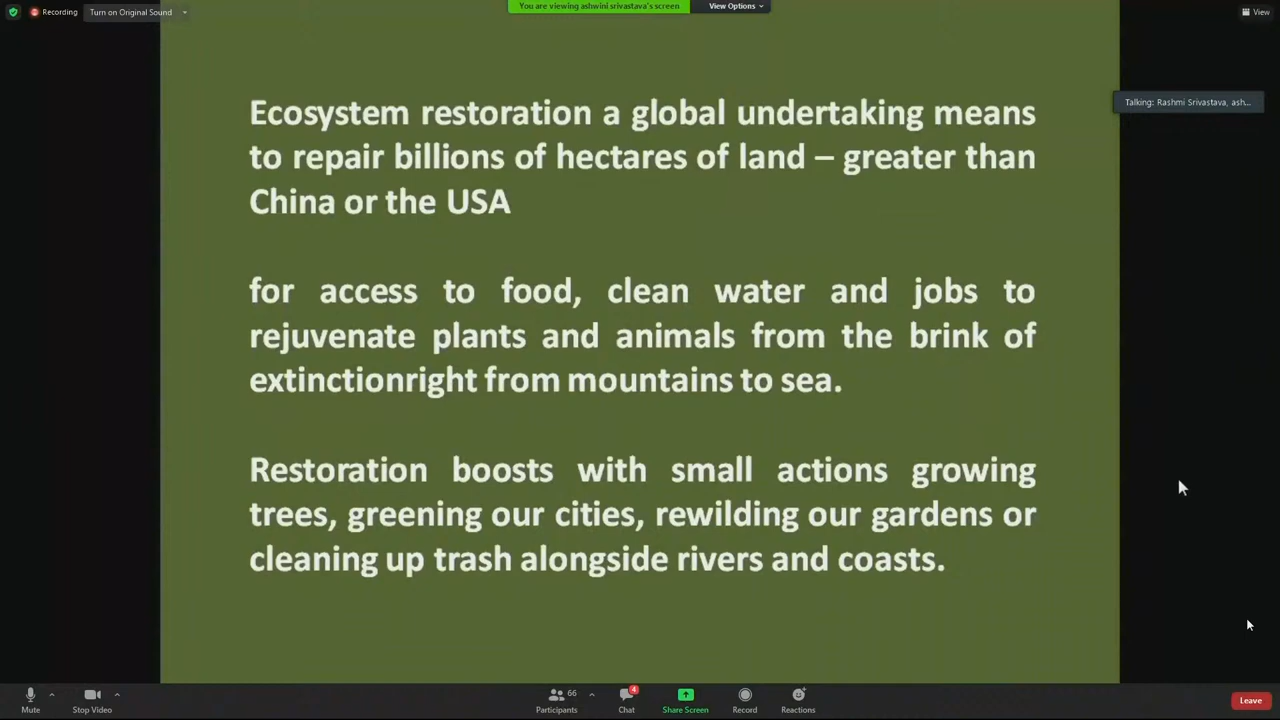 Recording
Turn on Original Sound
You are viewing ashwini srivastava's screen
View Options
View
Talking: Rashmi Srivastava, ash...
Ecosystem restoration a global undertaking means
to repair billions of hectares of land – greater than
China or the USA
for access to food, clean water and jobs to
rejuvenate plants and animals from the brink of
extinctionright from mountains to sea.
Restoration boosts with small actions growing
trees, greening our cities, rewilding our gardens or
cleaning up trash alongside rivers and coasts.
Mute
Stop Video
66
Participants
4
Chat
Share Screen
Record
Reactions
Leave